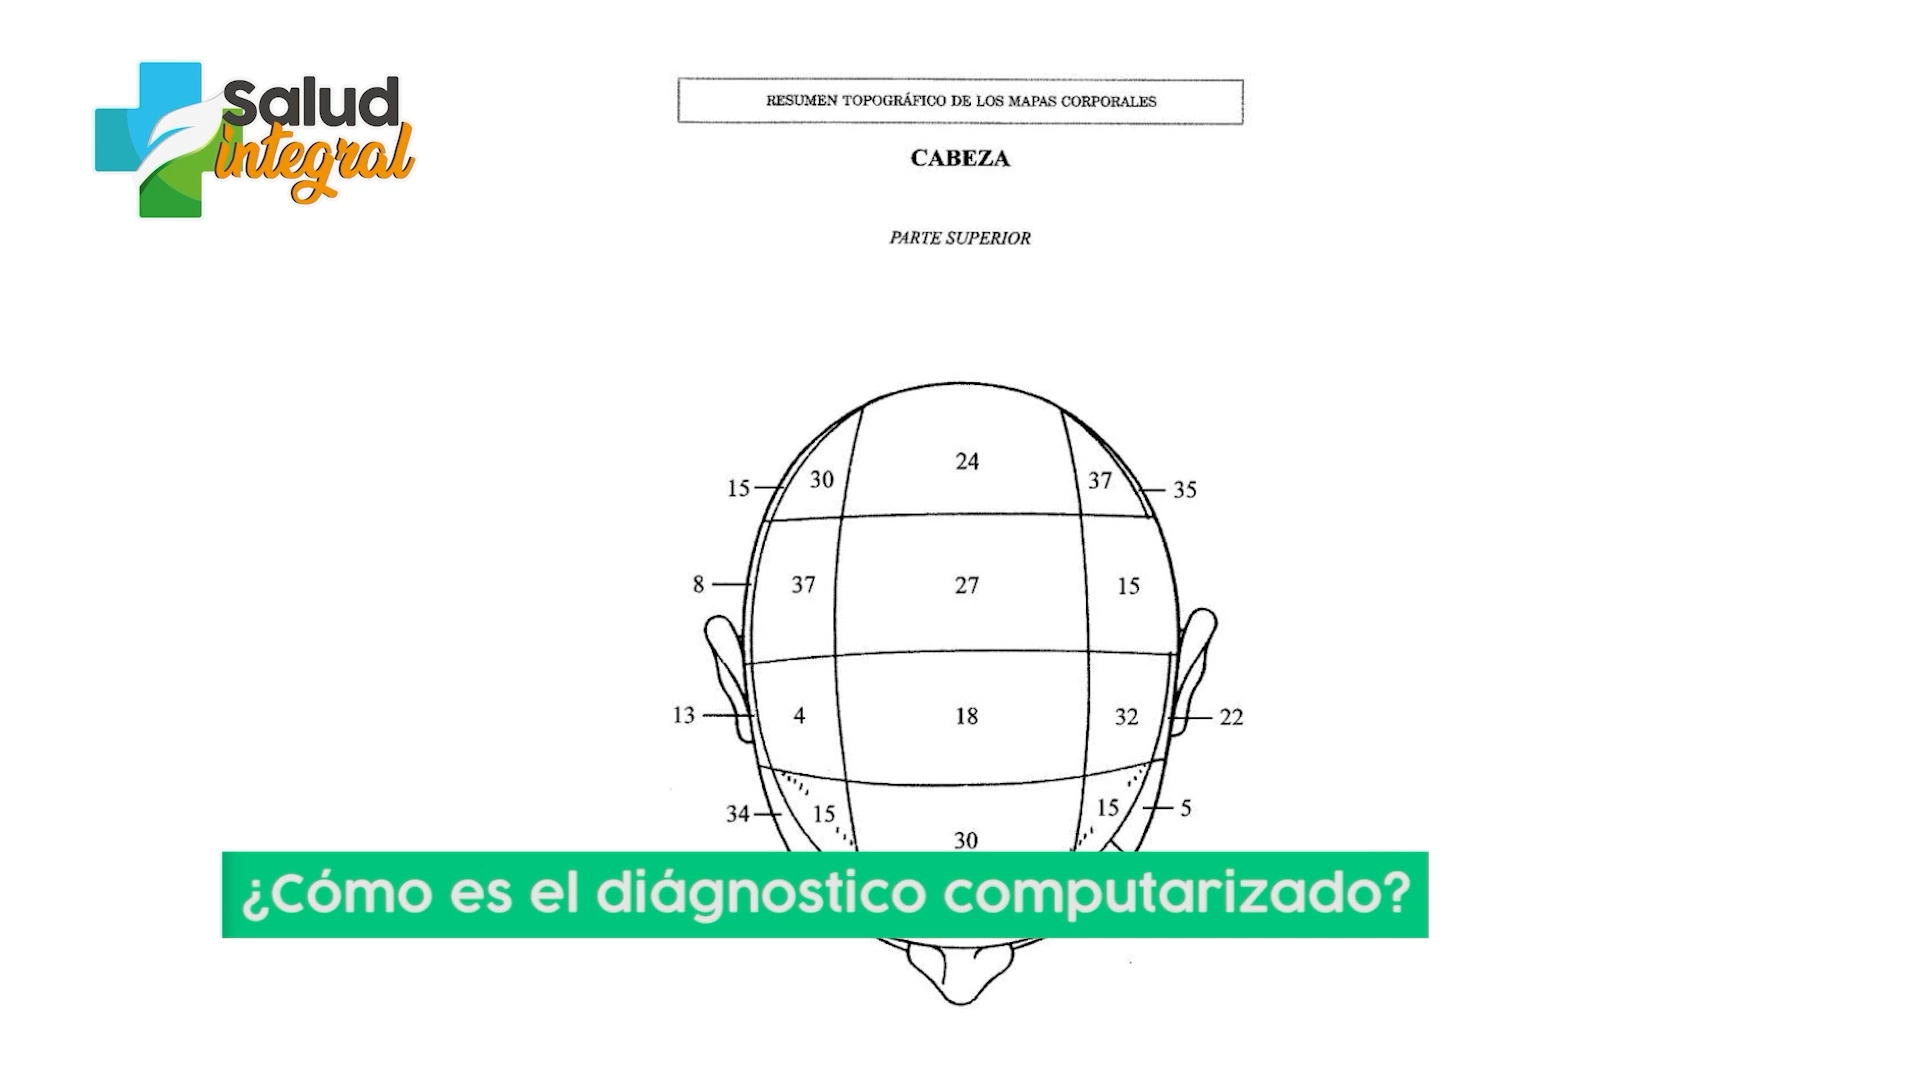 Salud
integral
RESUMEN TOPOGRÁFICO DE LOS MAPAS CORPORALES
CABEZA
PARTE SUPERIOR
24
15 30 37 35
8 37 27 15
13 4 18 32 22
34 15 15 5
30
¿Cómo es el diágnostico computarizado?